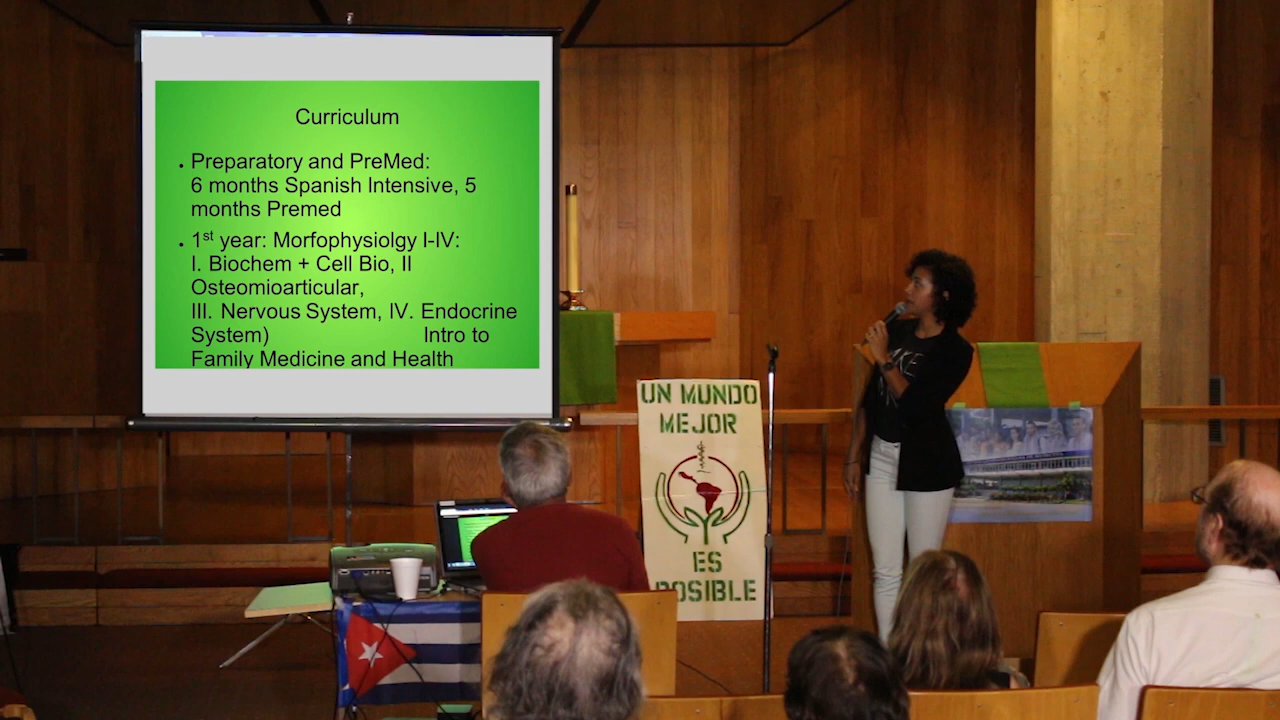 Curriculum
• Preparatory and PreMed:
6 months Spanish Intensive, 5
months Premed
• 1st year: Morfophysiolgy I-IV:
I. Biochem + Cell Bio, II
Osteomioarticular,
III. Nervous System, IV. Endocrine
System) Intro to
Family Medicine and Health
UN MUNDO
MEJOR
ES
POSIBLE